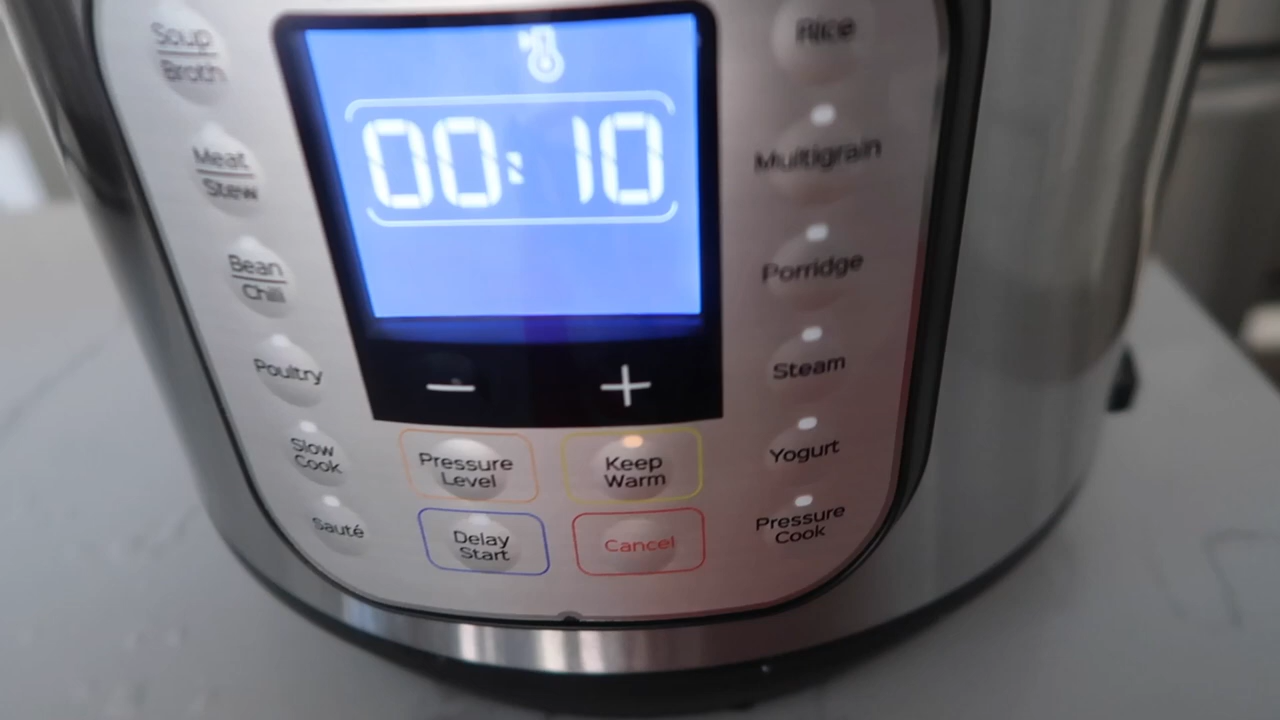 Soup
Broth
Meat
Stew
Bean
Chili
Poultry
Slow
Cook
Sauté
00:10
−
+
Pressure
Level
Keep
Warm
Delay
Start
Cancel
Rice
Multigrain
Porridge
Steam
Yogurt
Pressure
Cook